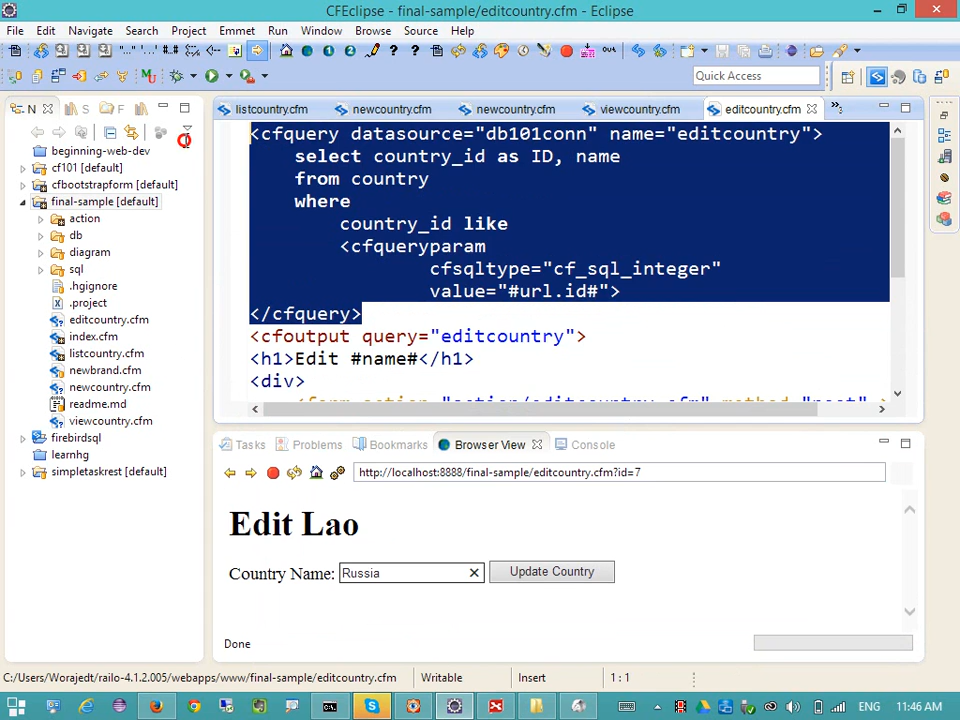 CFEclipse - final-sample/editcountry.cfm - Eclipse
File Edit Navigate Search Project Emmet Run Window Browse Source Help
Quick Access
N S F
listcountry.cfm newcountry.cfm newcountry.cfm viewcountry.cfm editcountry.cfm
beginning-web-dev
cf101 [default]
cfbootstrapform [default]
final-sample [default]
action
db
diagram
sql
.hgignore
.project
editcountry.cfm
index.cfm
listcountry.cfm
newbrand.cfm
newcountry.cfm
readme.md
viewcountry.cfm
firebirdsql
learnhg
simpletaskrest [default]
<cfquery datasource="db101conn" name="editcountry">
select country_id as ID, name
from country
where
country_id like
<cfqueryparam
cfsqltype="cf_sql_integer"
value="#url.id#">
</cfquery>
<cfoutput query="editcountry">
<h1>Edit #name#</h1>
<div>
<form action="action/editcountry.cfm" method="post" >
Tasks Problems Bookmarks Browser View Console
http://localhost:8888/final-sample/editcountry.cfm?id=7
Edit Lao
Country Name: Russia Update Country
Done
C:/Users/Worajedt/railo-4.1.2.005/webapps/www/final-sample/editcountry.cfm Writable Insert 1 : 1
ENG 11:46 AM